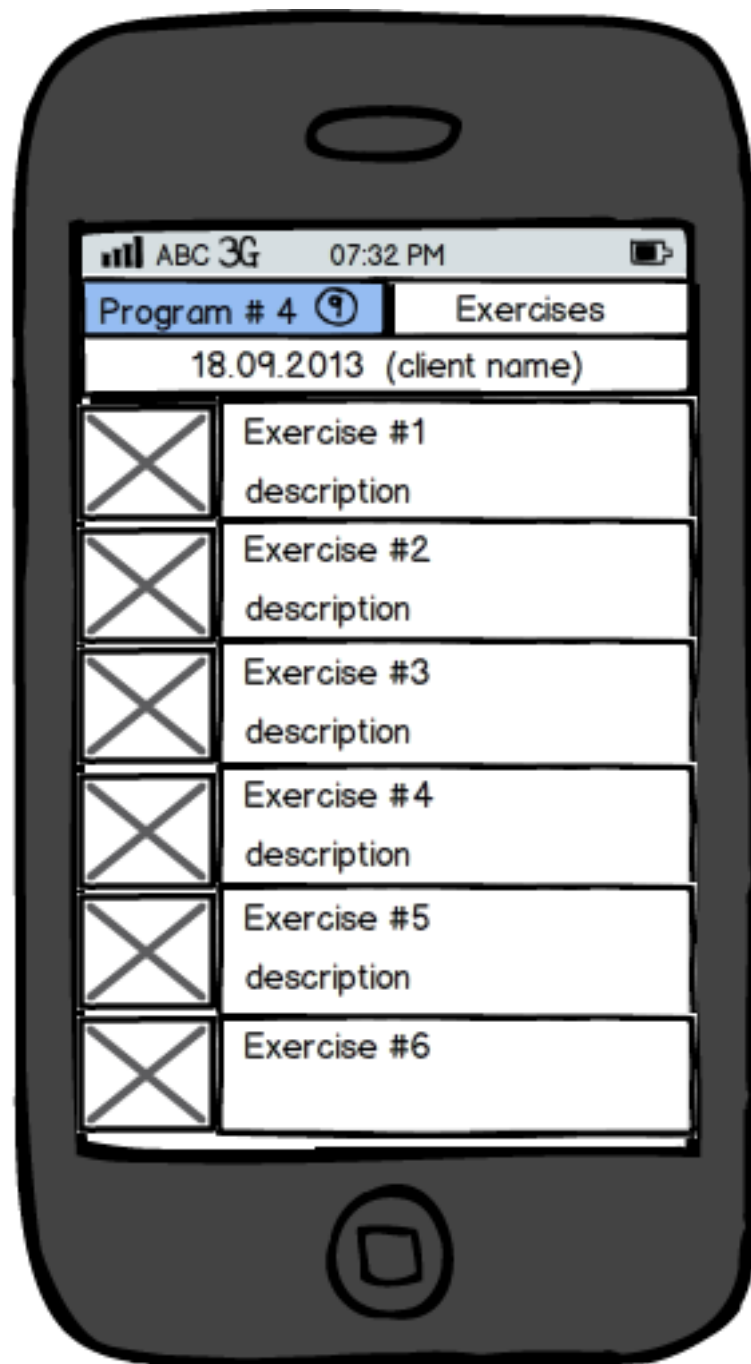 ABC 3G 07:32 PM
Program # 4 9 Exercises
18.09.2013 (client name)
Exercise #1
description
Exercise #2
description
Exercise #3
description
Exercise #4
description
Exercise #5
description
Exercise #6